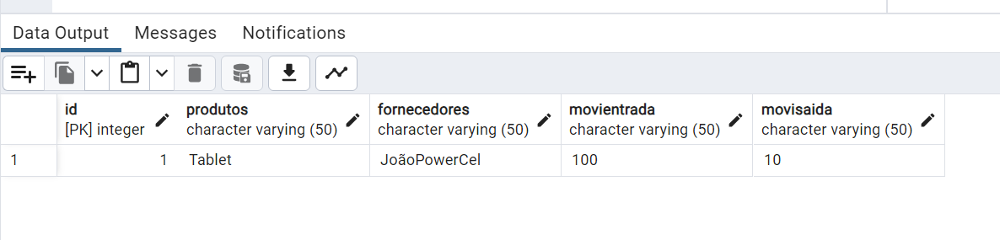 Data Output Messages Notifications
id produtos fornecedores movientrada movisaida
[PK] integer character varying (50) character varying (50) character varying (50) character varying (50)
1 1 Tablet JoãoPowerCel 100 10